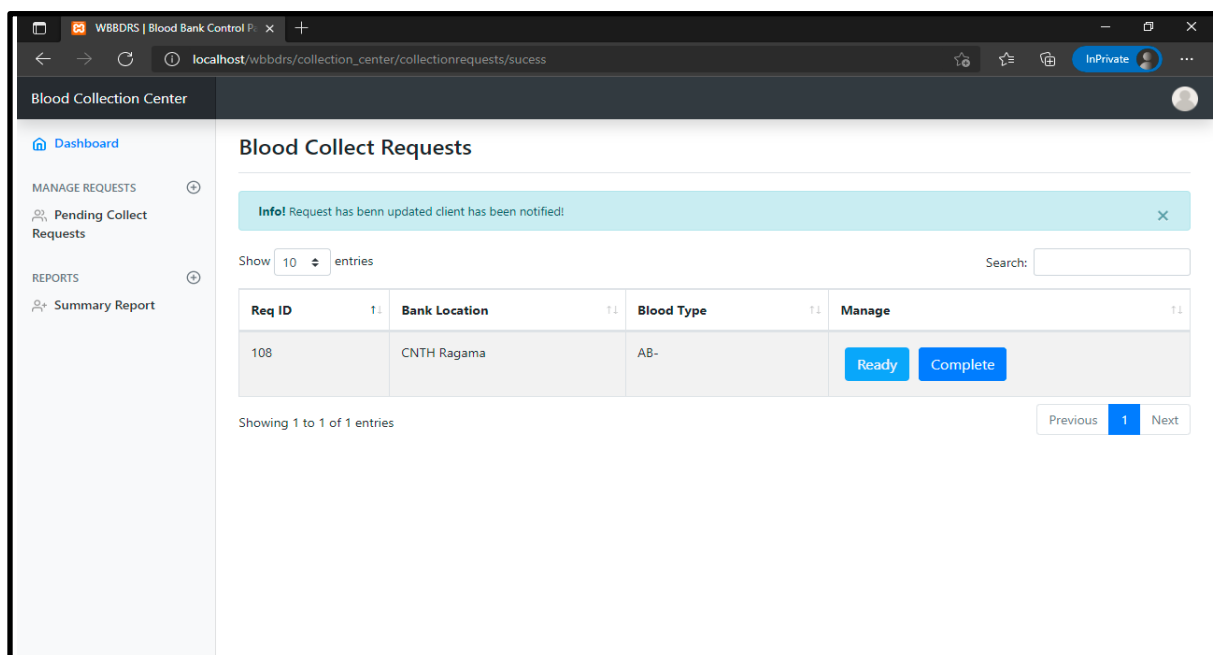 WBBDRS | Blood Bank Control Pa
localhost/wbbdrs/collection_center/collectionrequests/sucess
InPrivate
Blood Collection Center
Dashboard
MANAGE REQUESTS
Pending Collect
Requests
REPORTS
Summary Report
Blood Collect Requests
Info! Request has benn updated client has been notified!
Show 10 entries
Search:
Req ID Bank Location Blood Type Manage
108 CNTH Ragama AB- Ready Complete
Showing 1 to 1 of 1 entries
Previous 1 Next